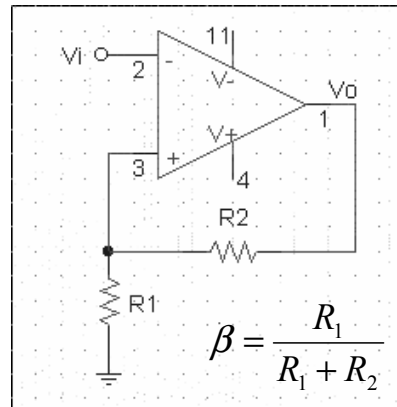 11
Vi
2
-
V-
Vo
1
V+
3
+
4
R2
R1
β = R₁ / (R₁ + R₂)